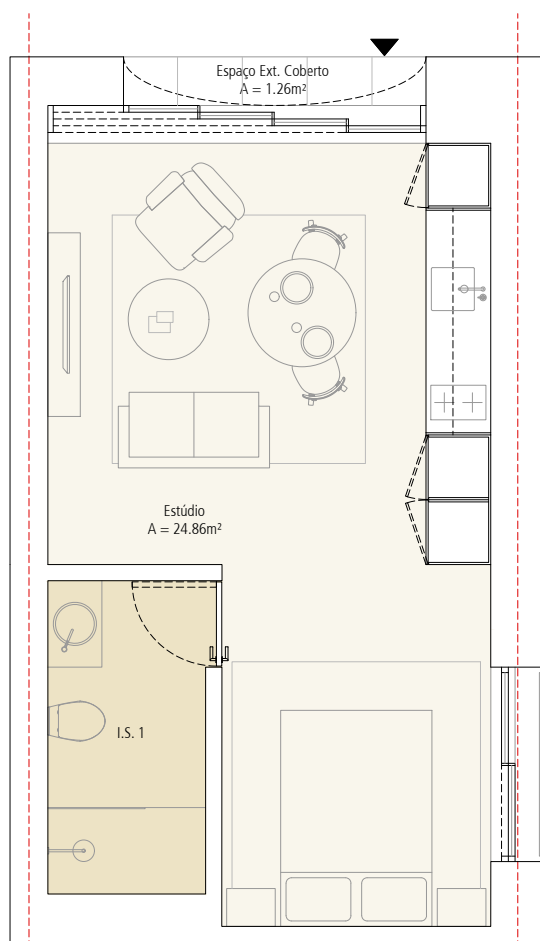 Espaço Ext. Coberto
A = 1.26m²
Estúdio
A = 24.86m²
I.S. 1